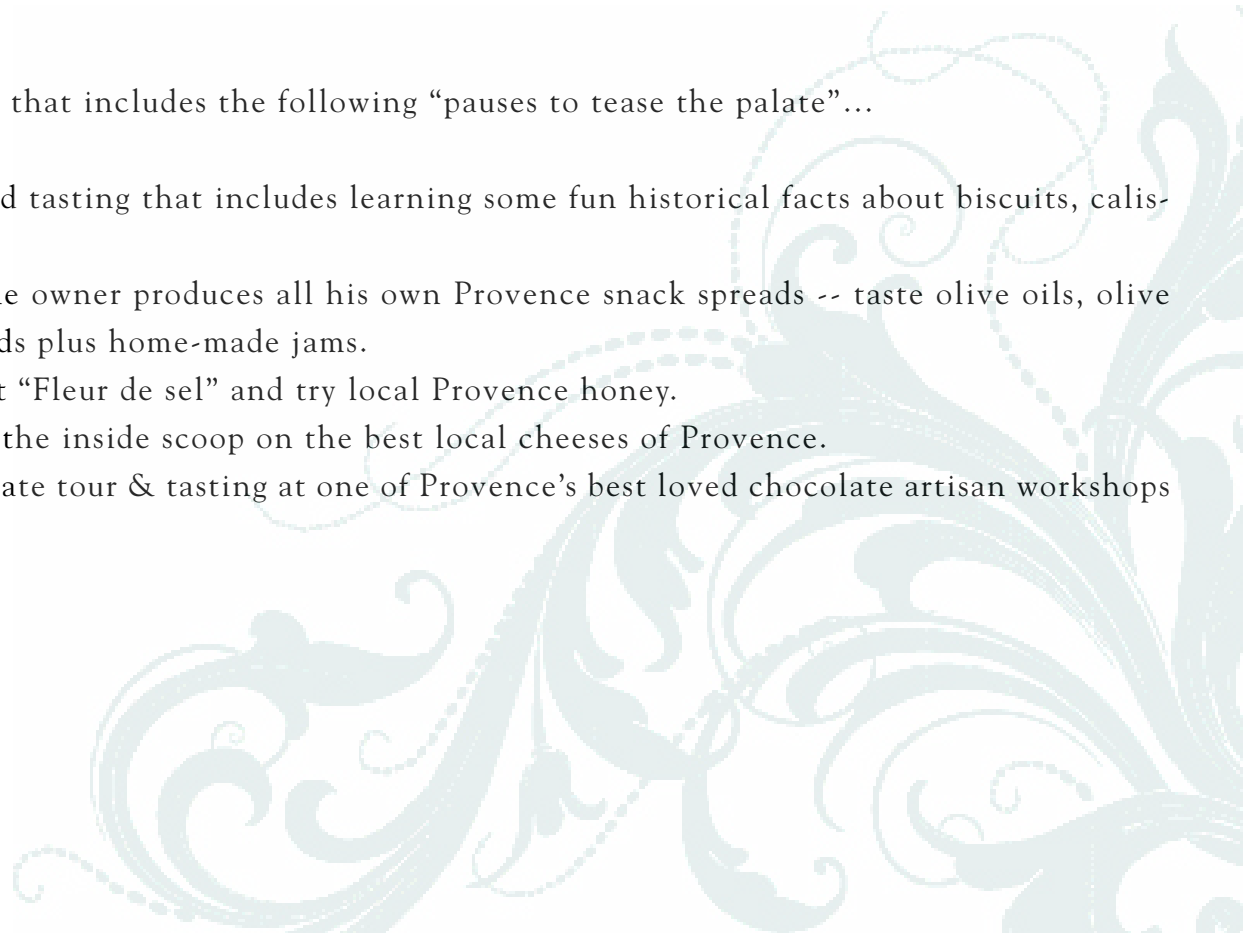 that includes the following “pauses to tease the palate”...
d tasting that includes learning some fun historical facts about biscuits, calis-
e owner produces all his own Provence snack spreads -- taste olive oils, olive
ds plus home-made jams.
t “Fleur de sel” and try local Provence honey.
the inside scoop on the best local cheeses of Provence.
ate tour & tasting at one of Provence’s best loved chocolate artisan workshops